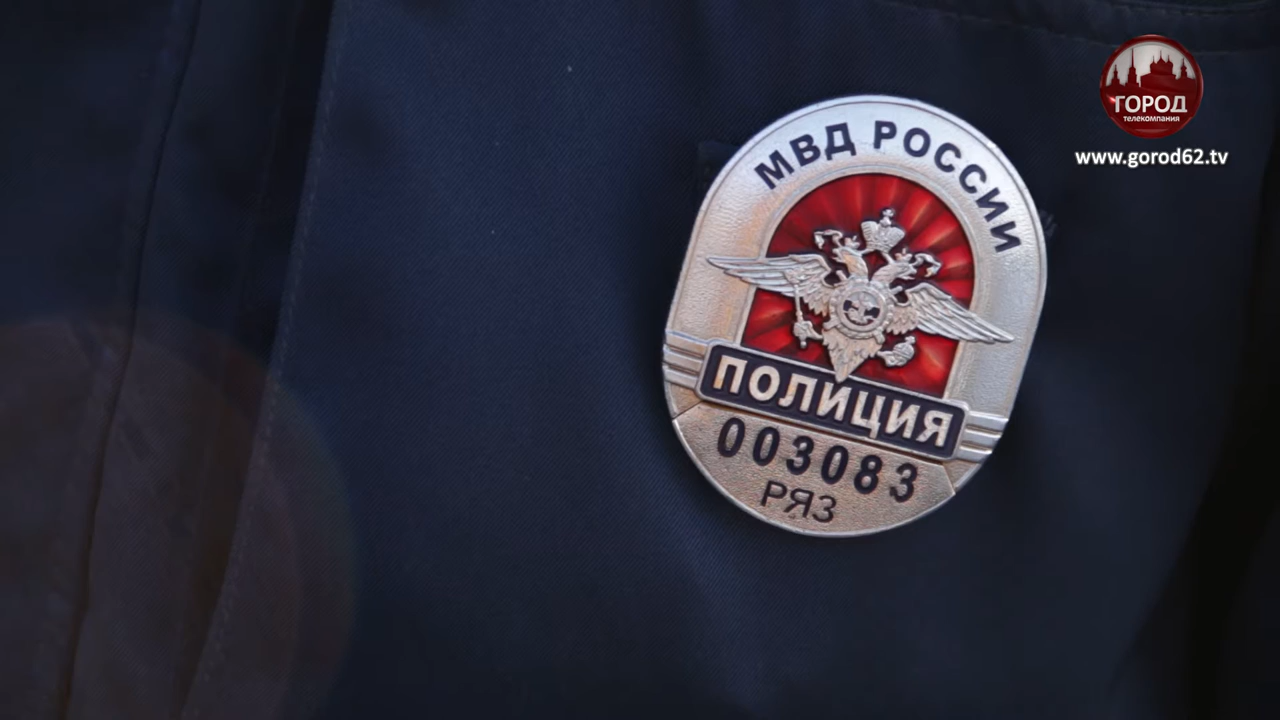 ГОРОД
телекомпания
www.gorod62.tv
МВД РОССИИ
ПОЛИЦИЯ
003083
РЯЗ